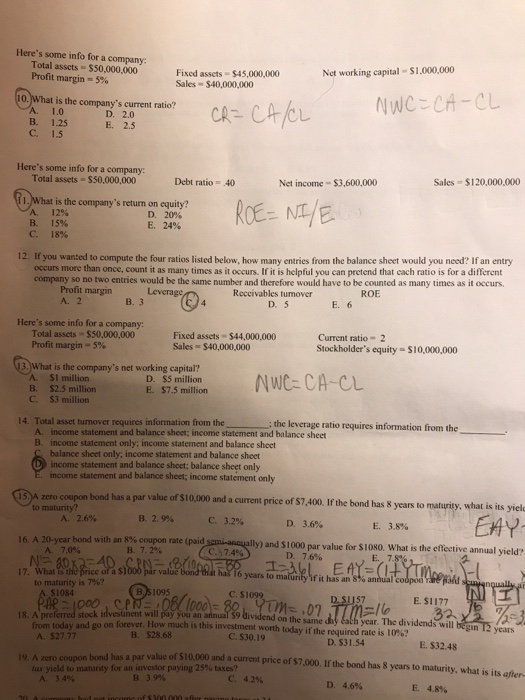 Here's some info for a company:
Total assets = $50,000,000 Fixed assets = $45,000,000 Net working capital = $1,000,000
Profit margin = 5% Sales = $40,000,000
10. What is the company's current ratio?
A. 1.0 D. 2.0
B. 1.25 E. 2.5
C. 1.5
CR= CA/CL
NWC=CA-CL
Here's some info for a company:
Total assets = $50,000,000 Debt ratio = .40 Net income = $3,600,000 Sales = $120,000,000
11. What is the company's return on equity?
A. 12% D. 20%
B. 15% E. 24%
C. 18%
ROE= NI/E
12. If you wanted to compute the four ratios listed below, how many entries from the balance sheet would you need? If an entry
occurs more than once, count it as many times as it occurs. If it is helpful you can pretend that each ratio is for a different
company so no two entries would be the same number and therefore would have to be counted as many times as it occurs.
Profit margin Leverage Receivables turnover ROE
A. 2 B. 3 C. 4 D. 5 E. 6
Here's some info for a company:
Total assets = $50,000,000 Fixed assets = $44,000,000 Current ratio = 2
Profit margin = 5% Sales = $40,000,000 Stockholder's equity = $10,000,000
13. What is the company's net working capital?
A. $1 million D. $5 million
B. $2.5 million E. $7.5 million
C. $3 million
NWC=CA-CL
14. Total asset turnover requires information from the ______; the leverage ratio requires information from the ______.
A. income statement and balance sheet; income statement and balance sheet
B. income statement only; income statement and balance sheet
C. balance sheet only; income statement and balance sheet
D. income statement and balance sheet; balance sheet only
E. income statement and balance sheet; income statement only
15. A zero coupon bond has a par value of $10,000 and a current price of $7,400. If the bond has 8 years to maturity, what is its yield
to maturity?
A. 2.6% B. 2.9% C. 3.2% D. 3.6% E. 3.8%
EAY
16. A 20-year bond with an 8% coupon rate (paid semi-annually) and $1000 par value for $1080. What is the effective annual yield?
A. 7.0% B. 7.2% C. 7.4% D. 7.6% E. 7.8%
N= 20x2=40 CPN=.08(1000)=80 I=3.61 EAY=(1+YTM
17. What is the price of a $1000 par value bond that has 16 years to maturity if it has an 8% annual coupon rate paid semi-annually
to maturity is 7%?
A. $1084 B. $1095 C. $1099 D. $1157 E. $1177
PAR=1000 CPN=.08(1000)=80 YTM=.07 TTM=16 32
18. A preferred stock investment will pay you an annual $9 dividend on the same day each year. The dividends will begin 12 years
from today and go on forever. How much is this investment worth today if the required rate is 10%?
A. $27.77 B. $28.68 C. $30.19 D. $31.54 E. $32.48
19. A zero coupon bond has a par value of $10,000 and a current price of $7,000. If the bond has 8 years to maturity, what is its after
tax yield to maturity for an investor paying 25% taxes?
A. 3.4% B. 3.9% C. 4.2% D. 4.6% E. 4.8%